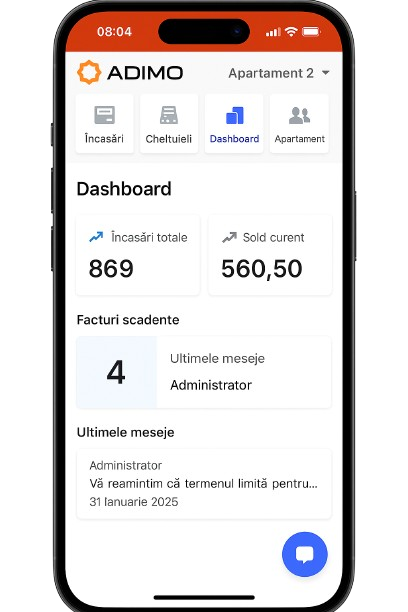 08:04
ADIMO
Apartament 2
Încasări Cheltuieli Dashboard Apartament
Dashboard
Încasări totale
869
Sold curent
560,50
Facturi scadente
4
Ultimele meseje
Administrator
Ultimele meseje
Administrator
Vă reamintim că termenul limită pentru...
31 Ianuarie 2025